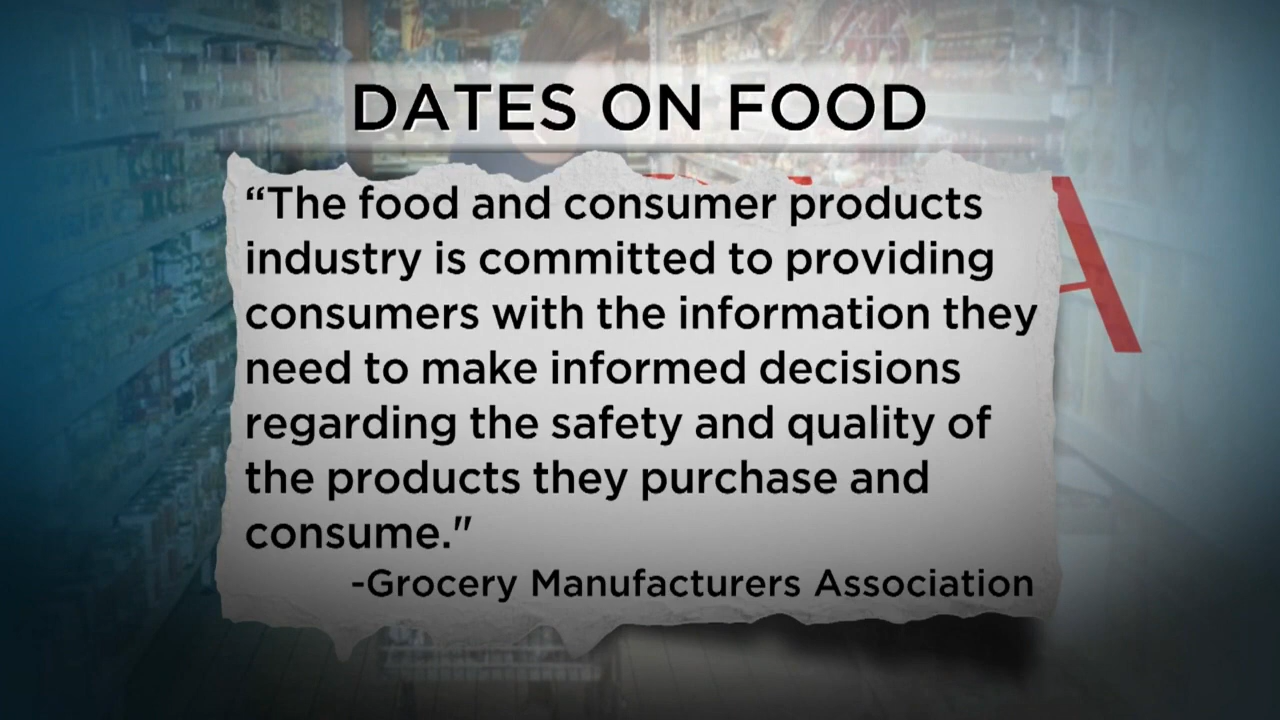 DATES ON FOOD
“The food and consumer products
industry is committed to providing
consumers with the information they
need to make informed decisions
regarding the safety and quality of
the products they purchase and
consume."
-Grocery Manufacturers Association
A